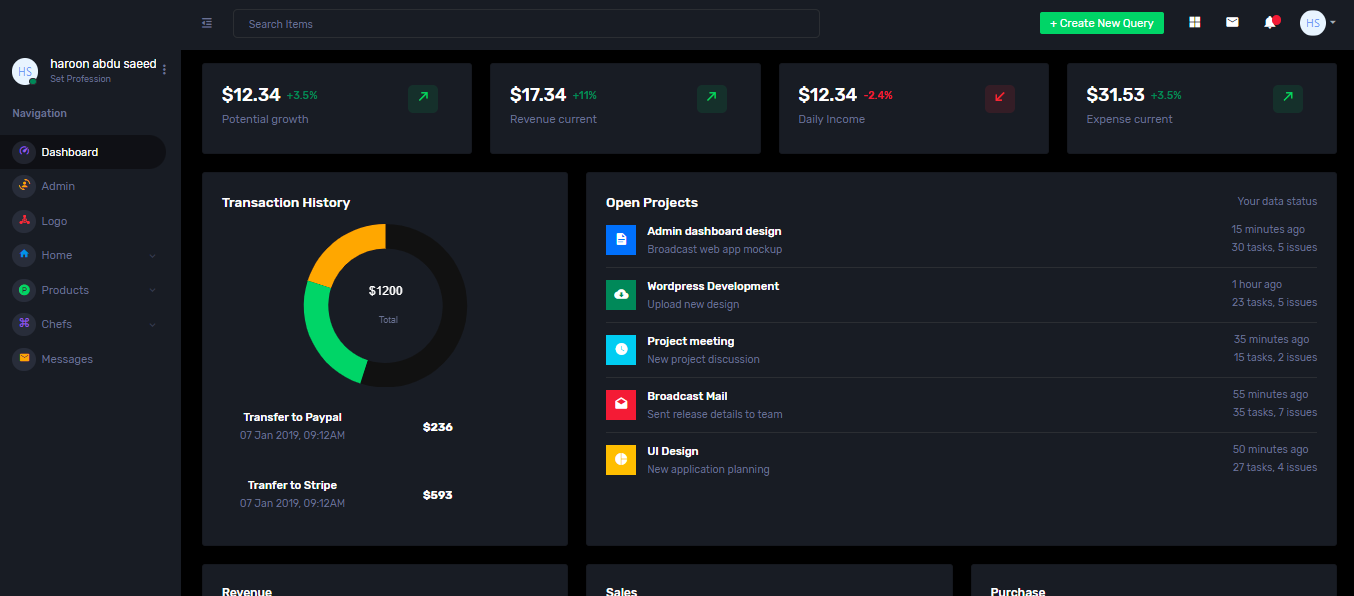 Search Items
+ Create New Query
HS
HS
haroon abdu saeed
Set Profession
Navigation
Dashboard
Admin
Logo
Home
Products
Chefs
Messages
$12.34 +3.5%
Potential growth
$17.34 +11%
Revenue current
$12.34 -2.4%
Daily Income
$31.53 +3.5%
Expense current
Transaction History
$1200
Total
Transfer to Paypal
07 Jan 2019, 09:12AM
$236
Tranfer to Stripe
07 Jan 2019, 09:12AM
$593
Open Projects
Your data status
Admin dashboard design
Broadcast web app mockup
15 minutes ago
30 tasks, 5 issues
Wordpress Development
Upload new design
1 hour ago
23 tasks, 5 issues
Project meeting
New project discussion
35 minutes ago
15 tasks, 2 issues
Broadcast Mail
Sent release details to team
55 minutes ago
35 tasks, 7 issues
UI Design
New application planning
50 minutes ago
27 tasks, 4 issues
Revenue
Sales
Purchase